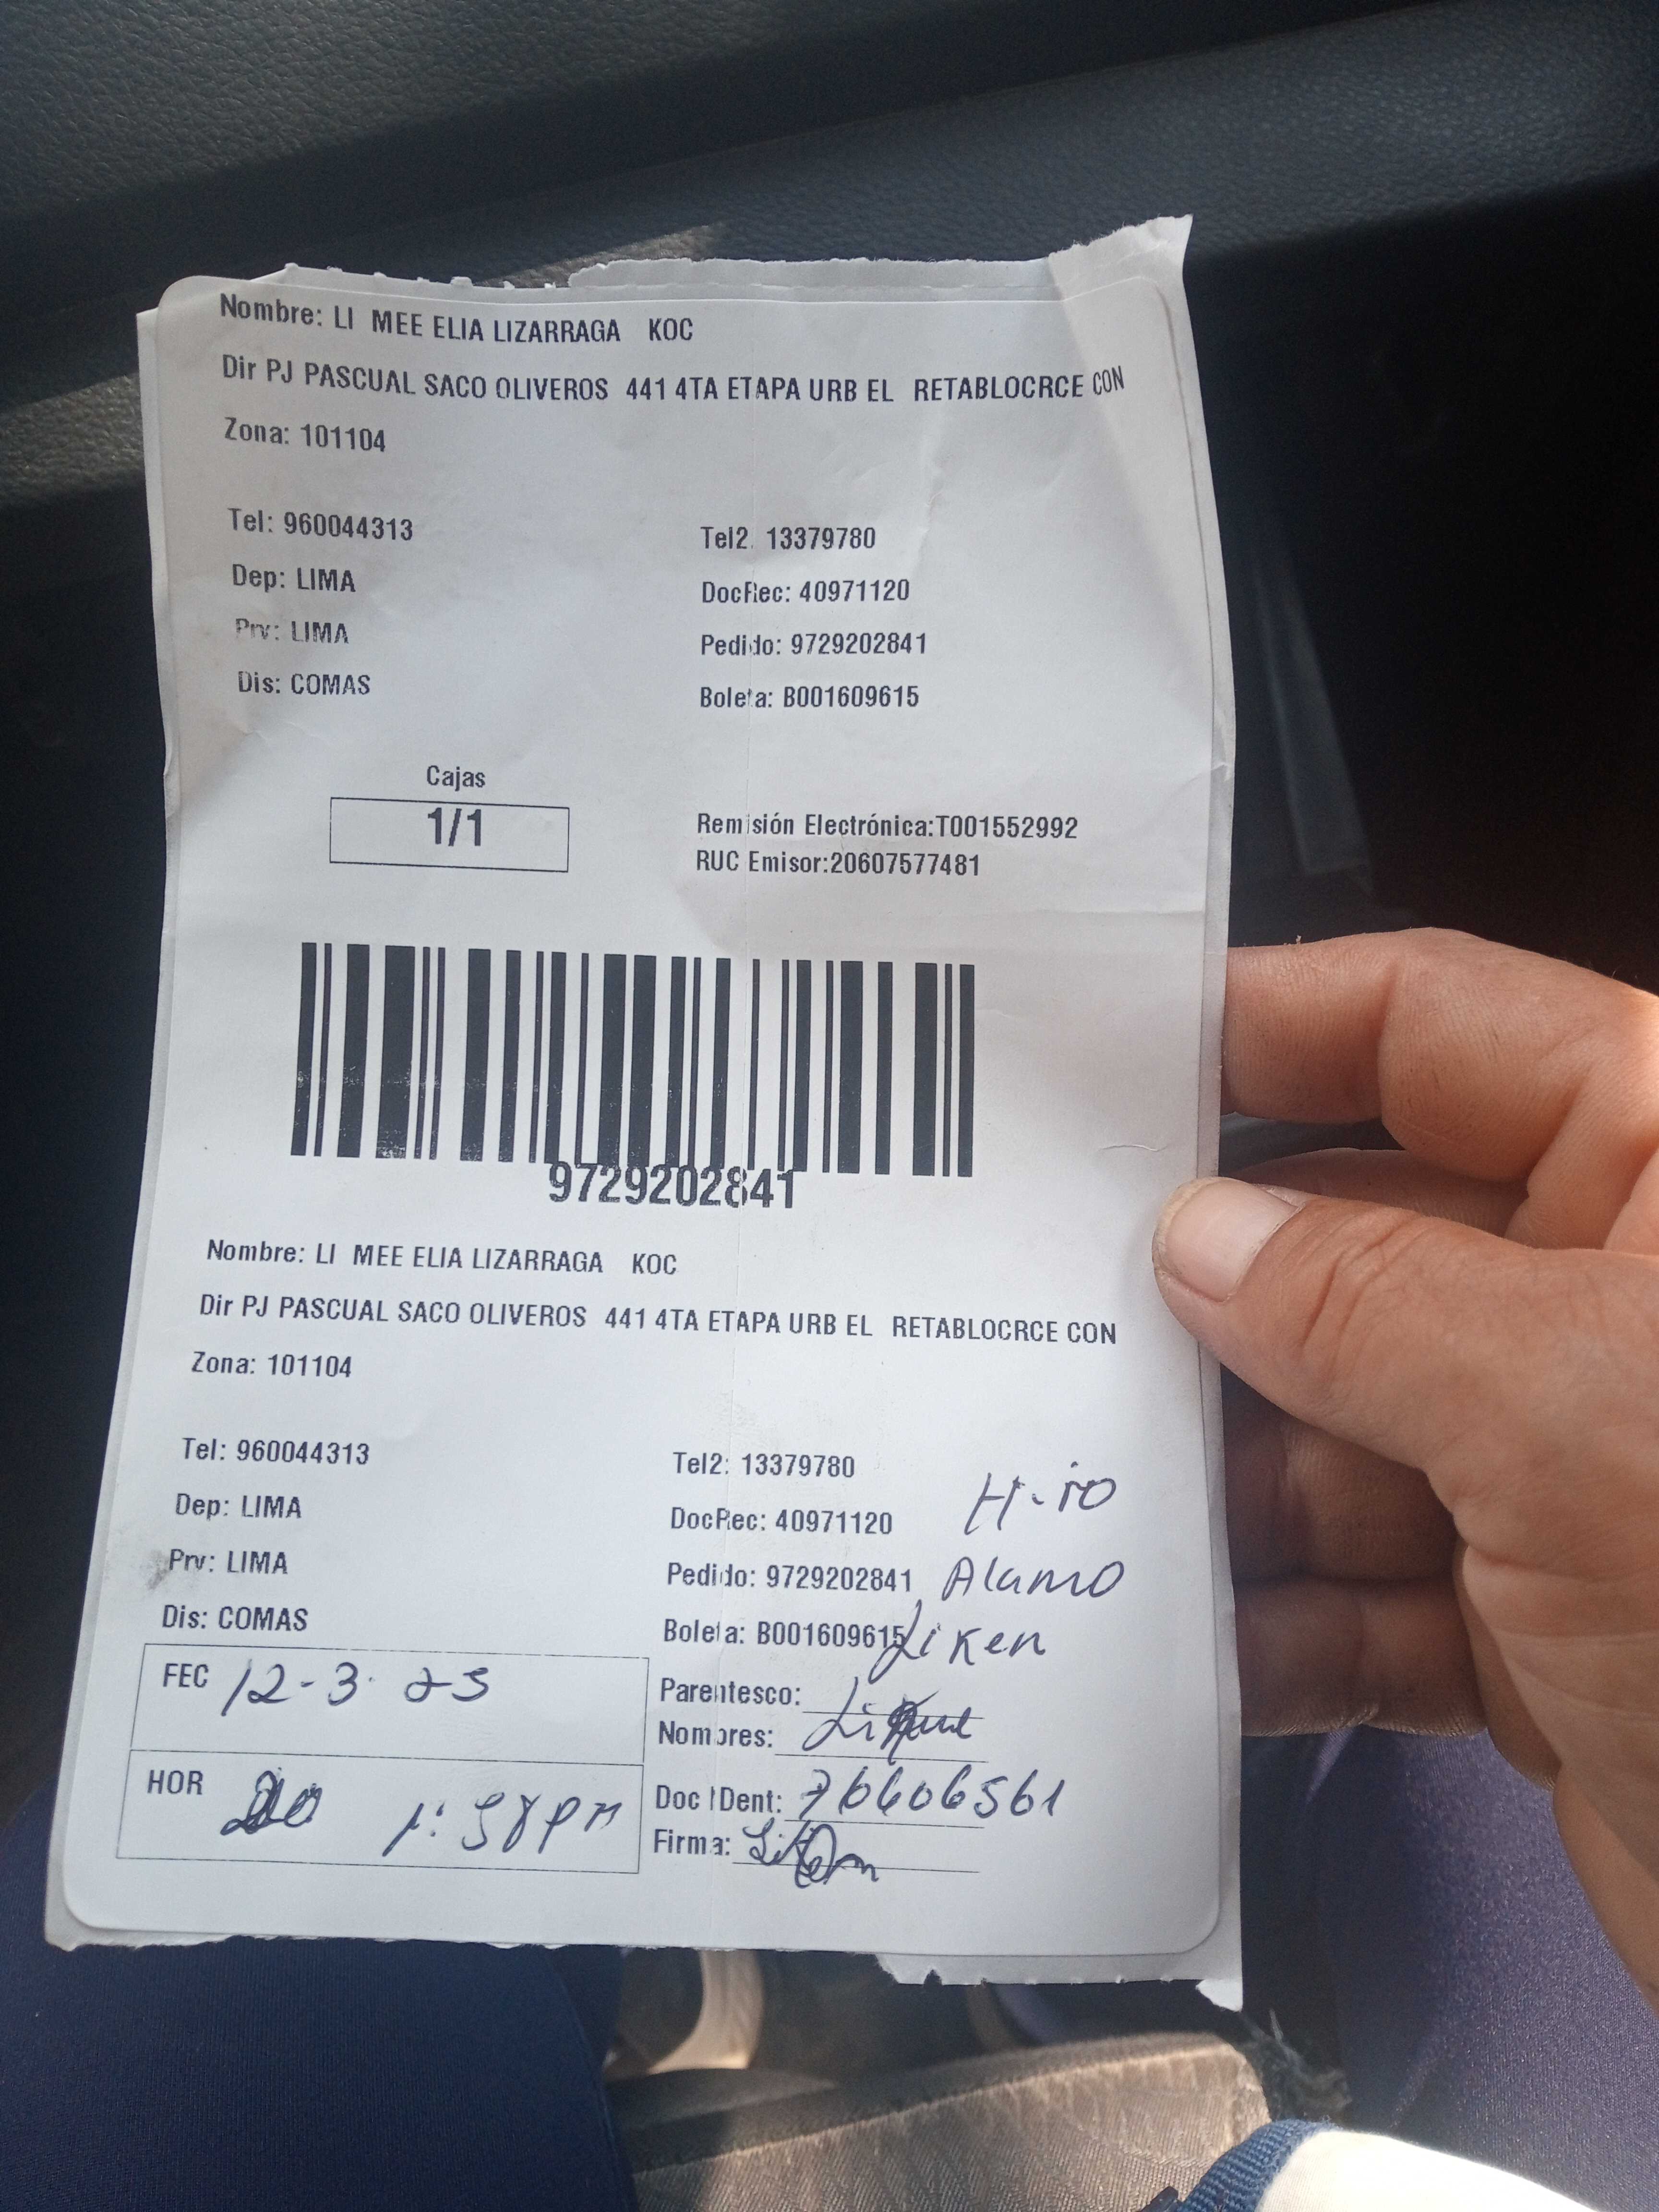 Nombre: LI MEE ELIA LIZARRAGA KOC
Dir PJ PASCUAL SACO OLIVEROS 441 4TA ETAPA URB EL RETABLOCRCE CON
Zona: 101104
Tel: 960044313 Tel2: 13379780
Dep: LIMA DocRec: 40971120
Prv: LIMA Pedido: 9729202841
Dis: COMAS Boleta: B001609615
Cajas
1/1
Remisión Electrónica:T001552992
RUC Emisor:20607577481
9729202841
Nombre: LI MEE ELIA LIZARRAGA KOC
Dir PJ PASCUAL SACO OLIVEROS 441 4TA ETAPA URB EL RETABLOCRCE CON
Zona: 101104
Tel: 960044313 Tel2: 13379780
Dep: LIMA DocRec: 40971120
Prv: LIMA Pedido: 9729202841 Alamo
Dis: COMAS Boleta: B001609615 Liken
FEC 12-3-25
Parentesco:
Nombres:
HOR 1:58pm
Doc IDent: 76606561
Firma: